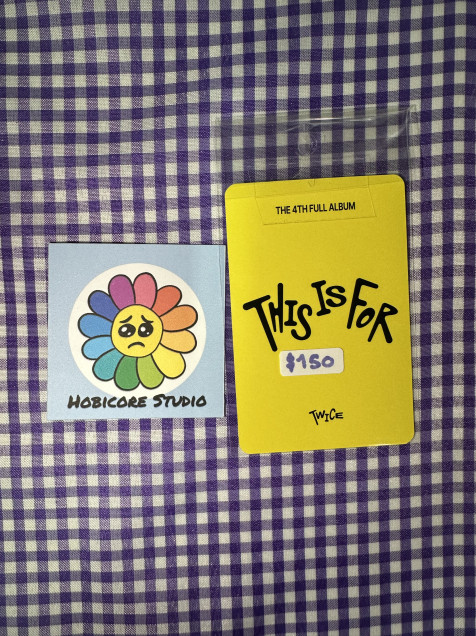 THE 4TH FULL ALBUM
THIS IS FOR
$150
TWICE
HOBICORE STUDIO